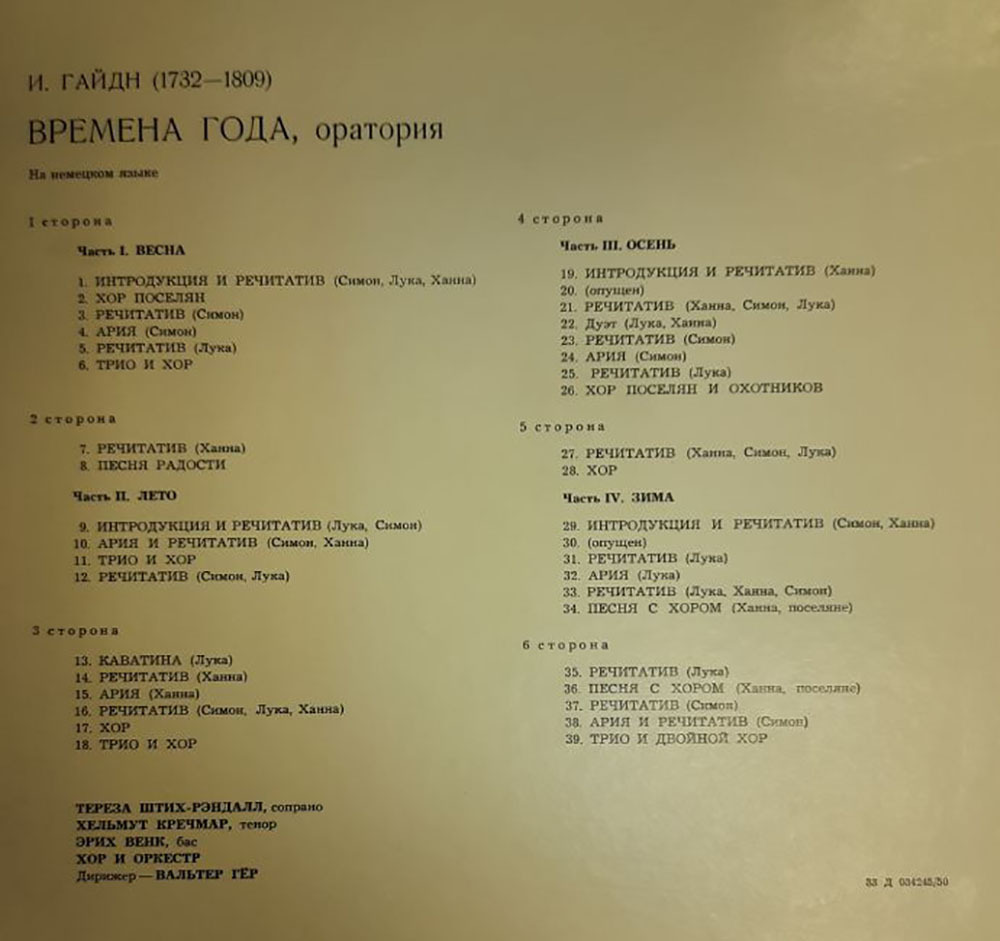 И. ГАЙДН (1732—1809)
ВРЕМЕНА ГОДА, оратория
На немецком языке
1 сторона
Часть I. ВЕСНА
1. ИНТРОДУКЦИЯ И РЕЧИТАТИВ (Симон, Лука, Ханна)
2. ХОР ПОСЕЛЯН
3. РЕЧИТАТИВ (Симон)
4. АРИЯ (Симон)
5. РЕЧИТАТИВ (Лука)
6. ТРИО И ХОР
2 сторона
7. РЕЧИТАТИВ (Ханна)
8. ПЕСНЯ РАДОСТИ
Часть II. ЛЕТО
9. ИНТРОДУКЦИЯ И РЕЧИТАТИВ (Лука, Симон)
10. АРИЯ И РЕЧИТАТИВ (Симон, Ханна)
11. ТРИО И ХОР
12. РЕЧИТАТИВ (Симон, Лука)
3 сторона
13. КАВАТИНА (Лука)
14. РЕЧИТАТИВ (Ханна)
15. АРИЯ (Ханна)
16. РЕЧИТАТИВ (Симон, Лука, Ханна)
17. ХОР
18. ТРИО И ХОР
4 сторона
Часть III. ОСЕНЬ
19. ИНТРОДУКЦИЯ И РЕЧИТАТИВ (Ханна)
20. (опущен)
21. РЕЧИТАТИВ (Ханна, Симон, Лука)
22. Дуэт (Лука, Ханна)
23. РЕЧИТАТИВ (Симон)
24. АРИЯ (Симон)
25. РЕЧИТАТИВ (Лука)
26. ХОР ПОСЕЛЯН И ОХОТНИКОВ
5 сторона
27. РЕЧИТАТИВ (Ханна, Симон, Лука)
28. ХОР
Часть IV. ЗИМА
29. ИНТРОДУКЦИЯ И РЕЧИТАТИВ (Симон, Ханна)
30. (опущен)
31. РЕЧИТАТИВ (Лука)
32. АРИЯ (Лука)
33. РЕЧИТАТИВ (Лука, Ханна, Симон)
34. ПЕСНЯ С ХОРОМ (Ханна, поселяне)
6 сторона
35. РЕЧИТАТИВ (Лука)
36. ПЕСНЯ С ХОРОМ (Ханна, поселяне)
37. РЕЧИТАТИВ (Симон)
38. АРИЯ И РЕЧИТАТИВ (Симон)
39. ТРИО И ДВОЙНОЙ ХОР
ТЕРЕЗА ШТИХ-РЭНДАЛЛ, сопрано
ХЕЛЬМУТ КРЕЧМАР, тенор
ЭРИХ ВЕНК, бас
ХОР И ОРКЕСТР
Дирижер — ВАЛЬТЕР ГЁР
33 Д 034245/50